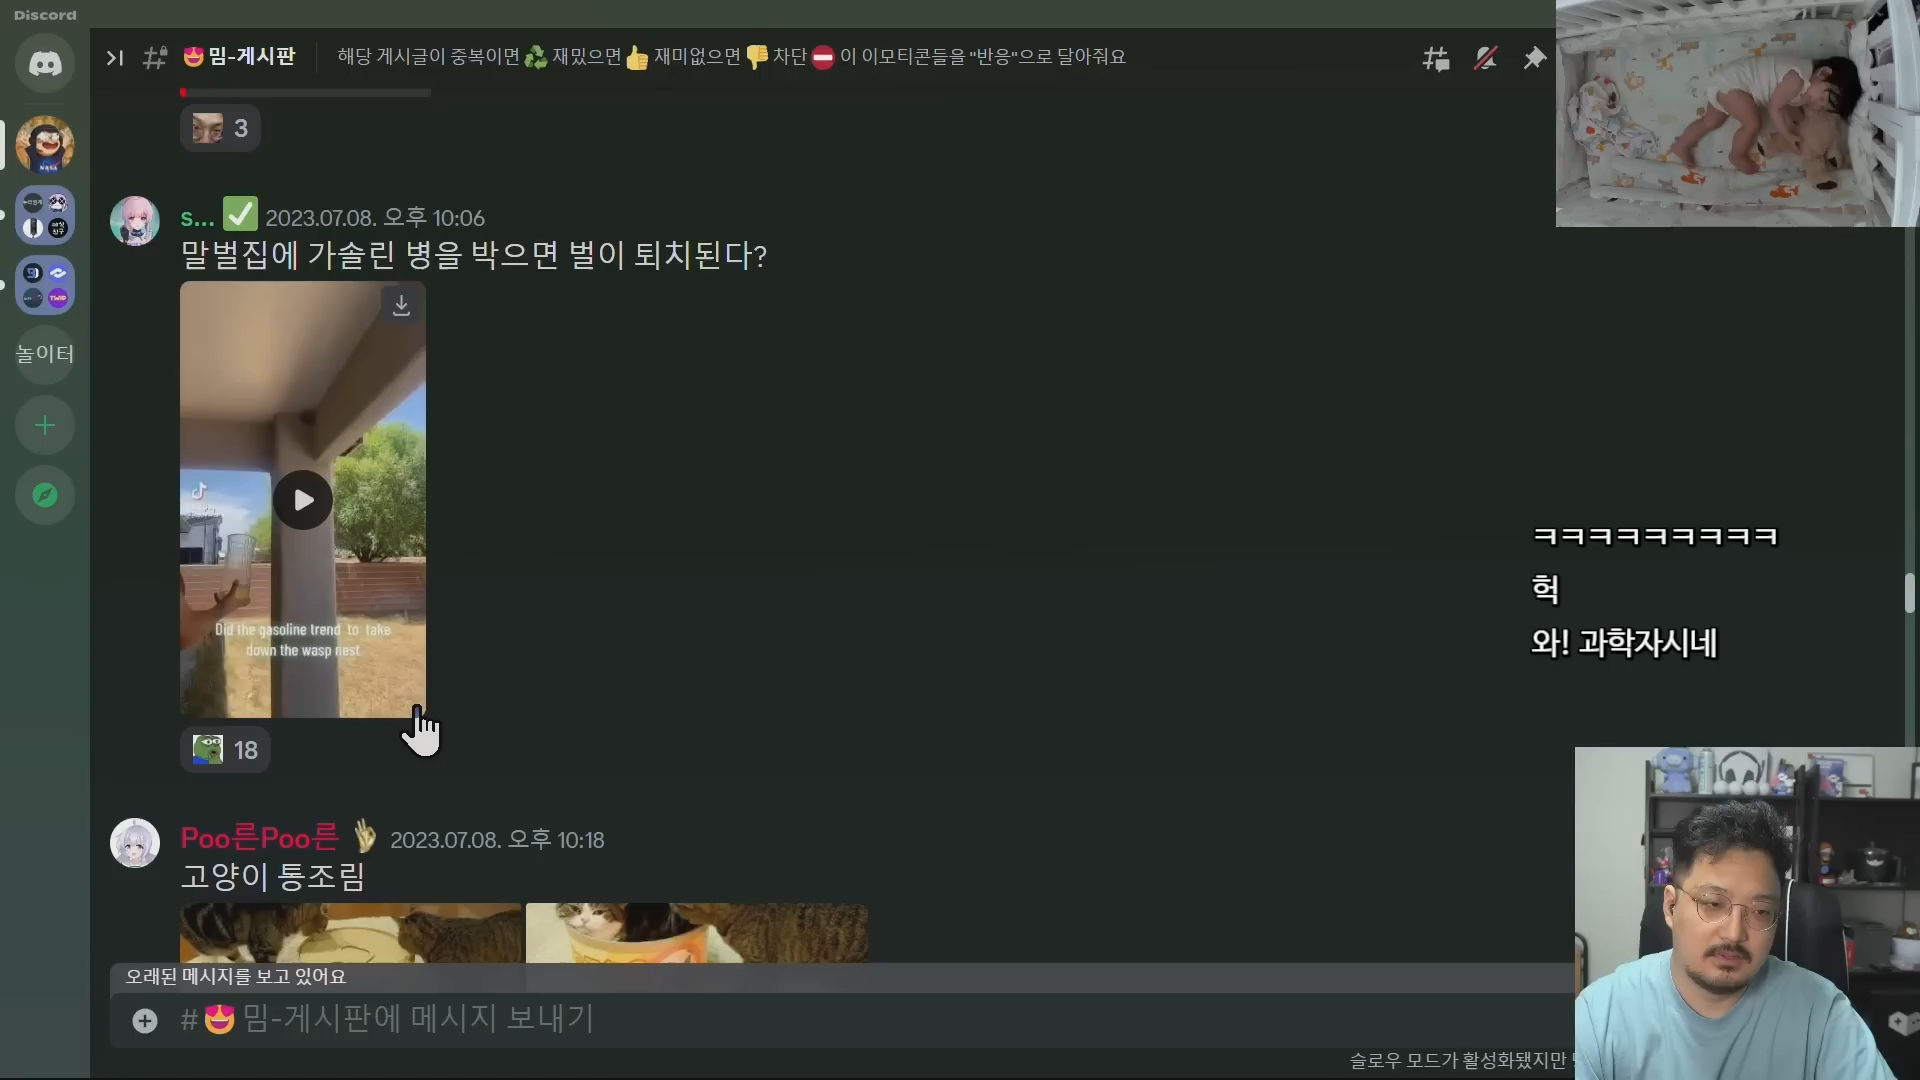 Discord
밈-게시판
해당 게시글이 중복이면 재밌으면 재미없으면 차단 이 이모티콘들을 "반응"으로 달아줘요
3
s... 2023.07.08. 오후 10:06
말벌집에 가솔린 병을 박으면 벌이 퇴치된다?
놀이터
Did the gasoline trend to take
down the wasp nest
18
ㅋㅋㅋㅋㅋㅋㅋㅋㅋ
헉
와! 과학자시네
Poo른Poo른 2023.07.08. 오후 10:18
고양이 통조림
오래된 메시지를 보고 있어요
#밈-게시판에 메시지 보내기
슬로우 모드가 활성화됐지만